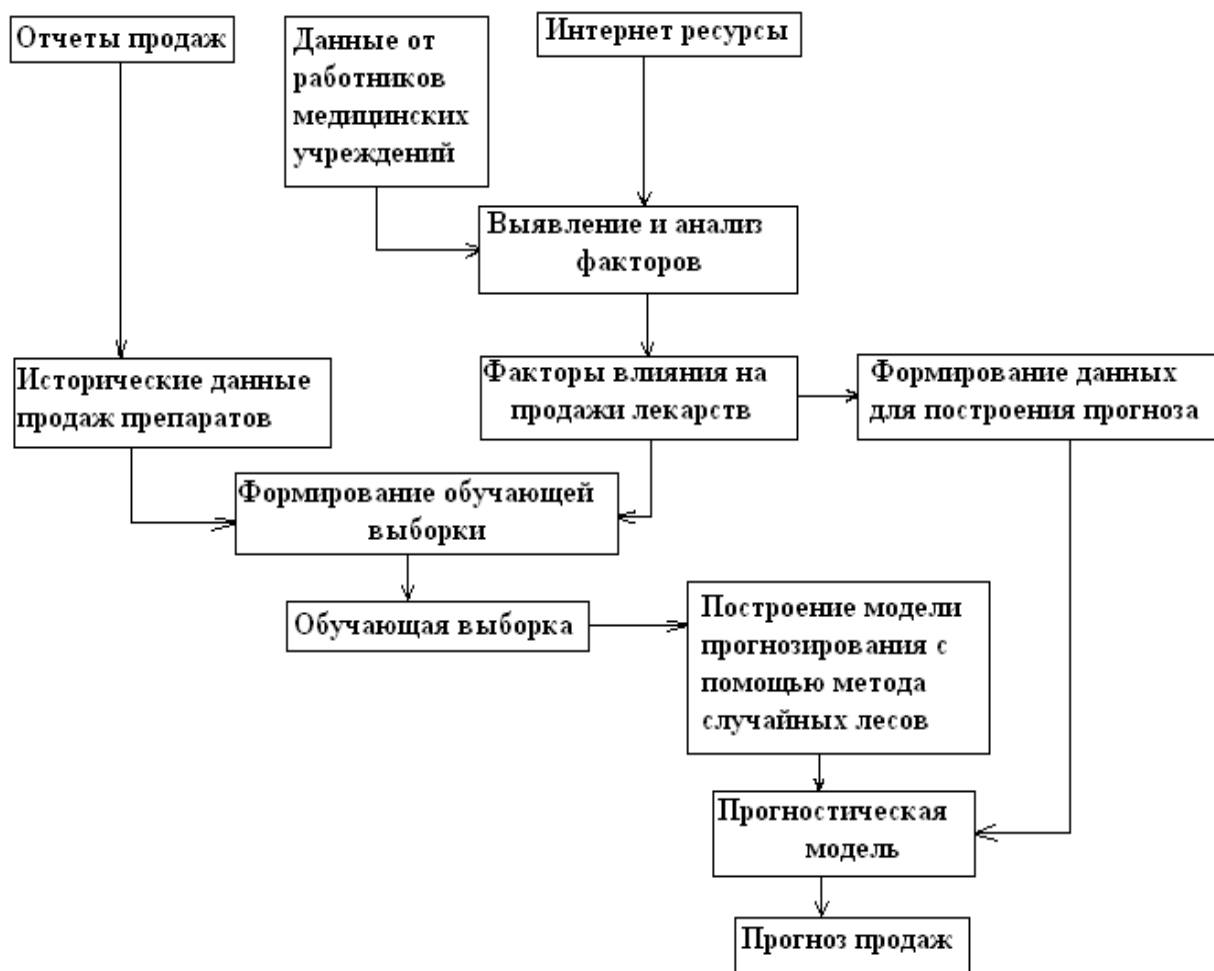 Отчеты продаж
Данные от
работников
медицинских
учреждений
Интернет ресурсы
Выявление и анализ
факторов
Исторические данные
продаж препаратов
Факторы влияния на
продажи лекарств
Формирование данных
для построения прогноза
Формирование обучающей
выборки
Обучающая выборка
Построение модели
прогнозирования с
помощью метода
случайных лесов
Прогностическая
модель
Прогноз продаж